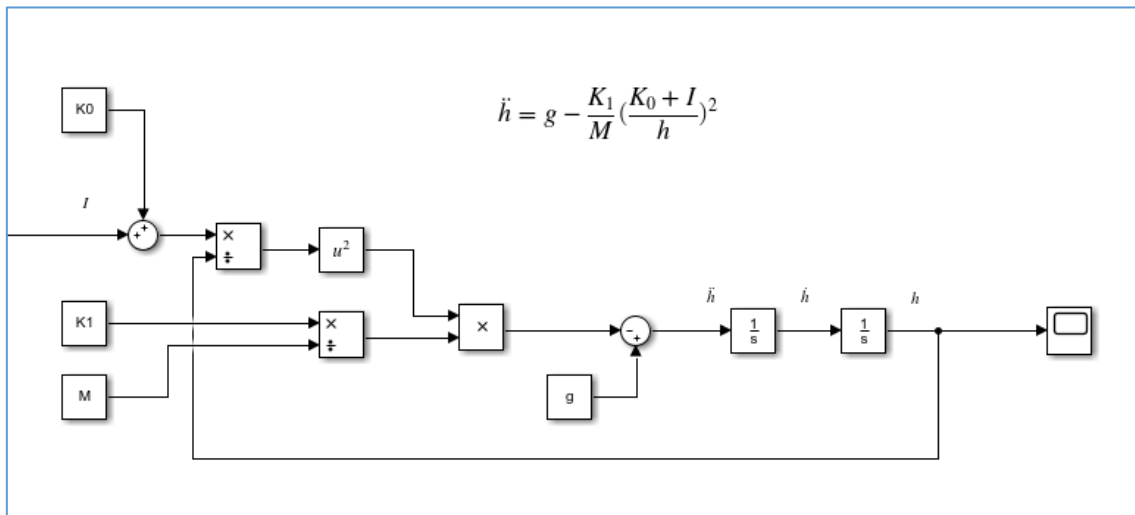 K0
ḧ = g − K₁/M (K₀ + I / h)²
I
+ +
×
÷
u²
K1
×
÷
×
M
ḧ
ḣ
h
− +
1/s
1/s
g